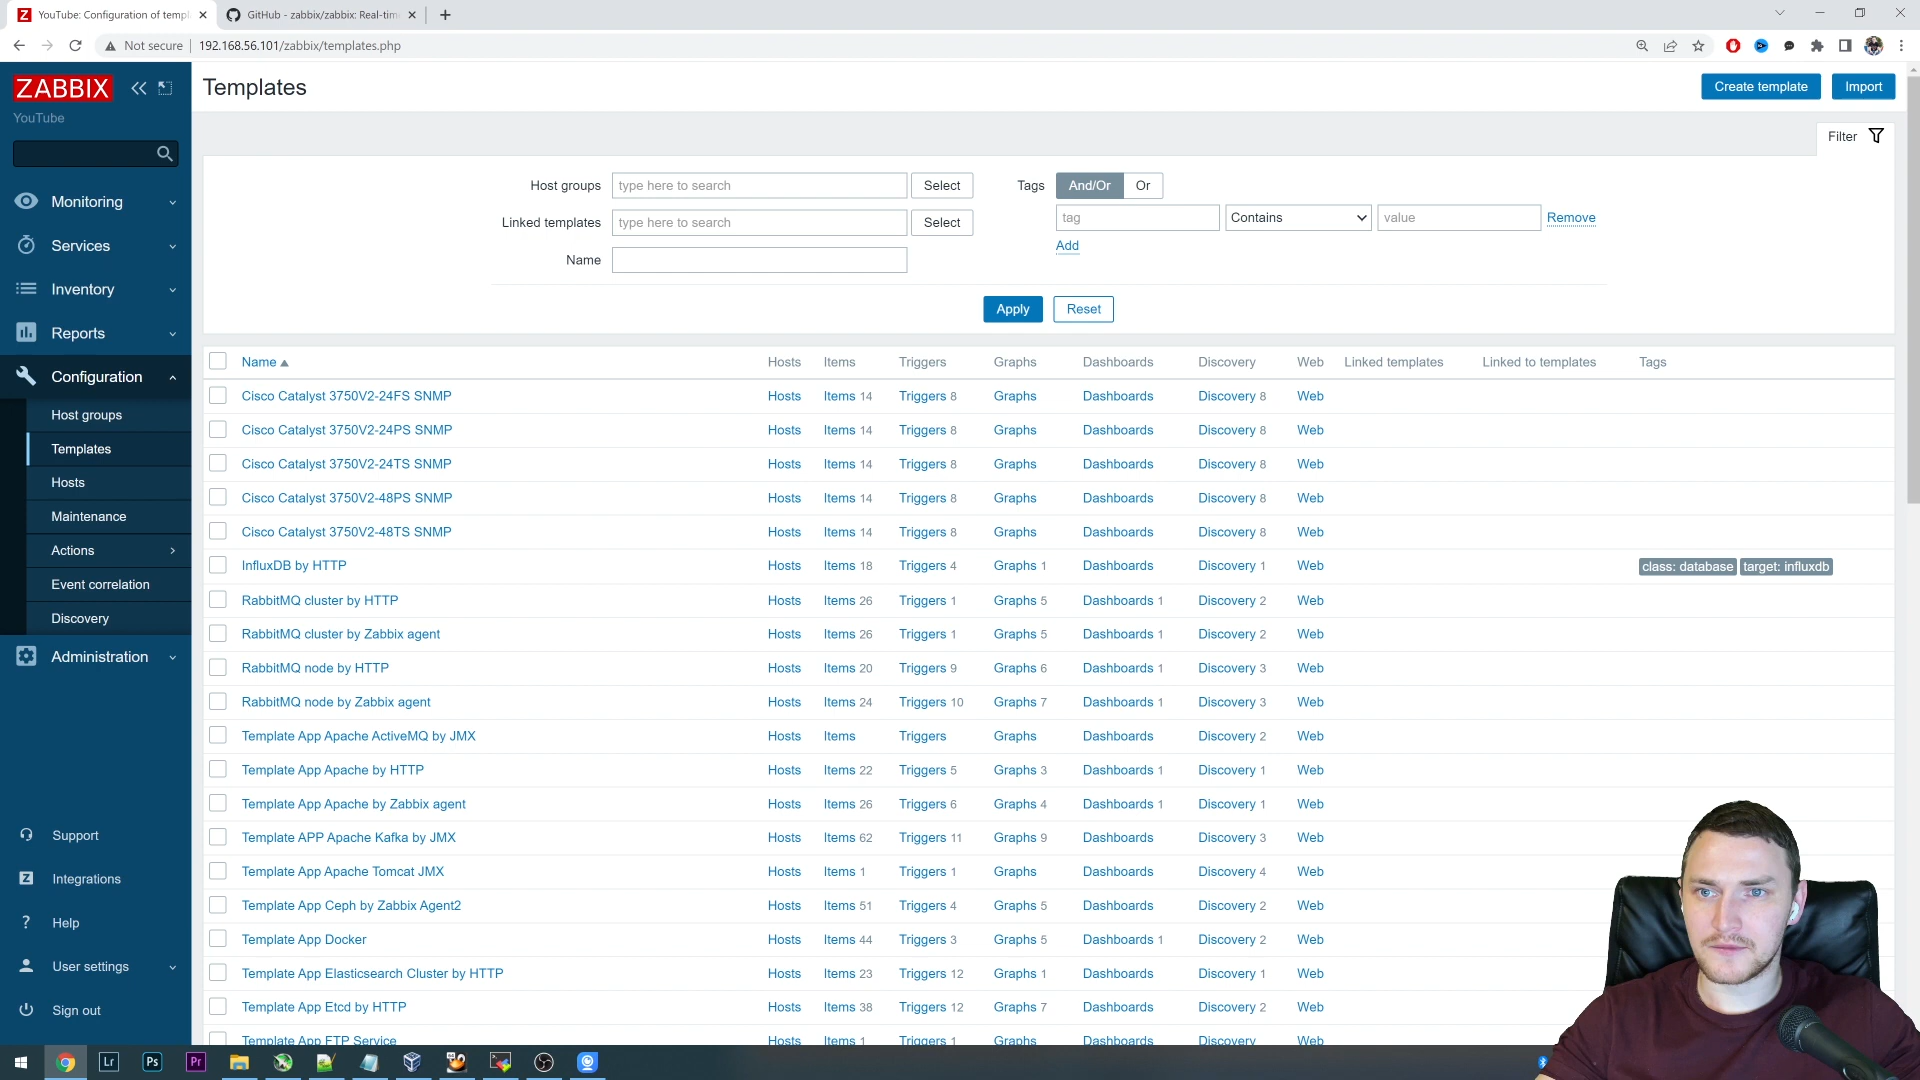 YouTube: Configuration of templ
GitHub - zabbix/zabbix: Real-tim
Not secure
192.168.56.101/zabbix/templates.php
ZABBIX
YouTube
Monitoring
Services
Inventory
Reports
Configuration
Host groups
Templates
Hosts
Maintenance
Actions
Event correlation
Discovery
Administration
Support
Integrations
Help
User settings
Sign out
Templates
Create template
Import
Filter
Host groups type here to search Select
Linked templates type here to search Select
Name
Tags And/Or Or
tag Contains value Remove
Add
Apply Reset
Name Hosts Items Triggers Graphs Dashboards Discovery Web Linked templates Linked to templates Tags
Cisco Catalyst 3750V2-24FS SNMP Hosts Items 14 Triggers 8 Graphs Dashboards Discovery 8 Web
Cisco Catalyst 3750V2-24PS SNMP Hosts Items 14 Triggers 8 Graphs Dashboards Discovery 8 Web
Cisco Catalyst 3750V2-24TS SNMP Hosts Items 14 Triggers 8 Graphs Dashboards Discovery 8 Web
Cisco Catalyst 3750V2-48PS SNMP Hosts Items 14 Triggers 8 Graphs Dashboards Discovery 8 Web
Cisco Catalyst 3750V2-48TS SNMP Hosts Items 14 Triggers 8 Graphs Dashboards Discovery 8 Web
InfluxDB by HTTP Hosts Items 18 Triggers 4 Graphs 1 Dashboards Discovery 1 Web class: database target: influxdb
RabbitMQ cluster by HTTP Hosts Items 26 Triggers 1 Graphs 5 Dashboards 1 Discovery 2 Web
RabbitMQ cluster by Zabbix agent Hosts Items 26 Triggers 1 Graphs 5 Dashboards 1 Discovery 2 Web
RabbitMQ node by HTTP Hosts Items 20 Triggers 9 Graphs 6 Dashboards 1 Discovery 3 Web
RabbitMQ node by Zabbix agent Hosts Items 24 Triggers 10 Graphs 7 Dashboards 1 Discovery 3 Web
Template App Apache ActiveMQ by JMX Hosts Items Triggers Graphs Dashboards Discovery 2 Web
Template App Apache by HTTP Hosts Items 22 Triggers 5 Graphs 3 Dashboards 1 Discovery 1 Web
Template App Apache by Zabbix agent Hosts Items 26 Triggers 6 Graphs 4 Dashboards 1 Discovery 1 Web
Template APP Apache Kafka by JMX Hosts Items 62 Triggers 11 Graphs 9 Dashboards Discovery 3 Web
Template App Apache Tomcat JMX Hosts Items 1 Triggers 1 Graphs Dashboards Discovery 4 Web
Template App Ceph by Zabbix Agent2 Hosts Items 51 Triggers 4 Graphs 5 Dashboards Discovery 2 Web
Template App Docker Hosts Items 44 Triggers 3 Graphs 5 Dashboards 1 Discovery 2 Web
Template App Elasticsearch Cluster by HTTP Hosts Items 23 Triggers 12 Graphs 1 Dashboards Discovery 1 Web
Template App Etcd by HTTP Hosts Items 38 Triggers 12 Graphs 7 Dashboards Discovery 2 Web
Template App FTP Service Hosts Items 1 Triggers 1 Graphs Dashboards Discovery Web
Lr Ps Pr